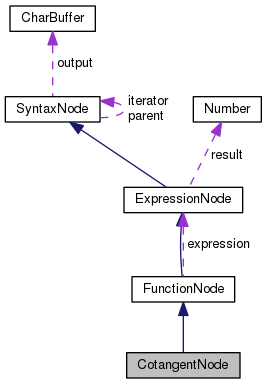 CharBuffer
output
SyntaxNode
iterator
parent
Number
result
ExpressionNode
expression
FunctionNode
CotangentNode